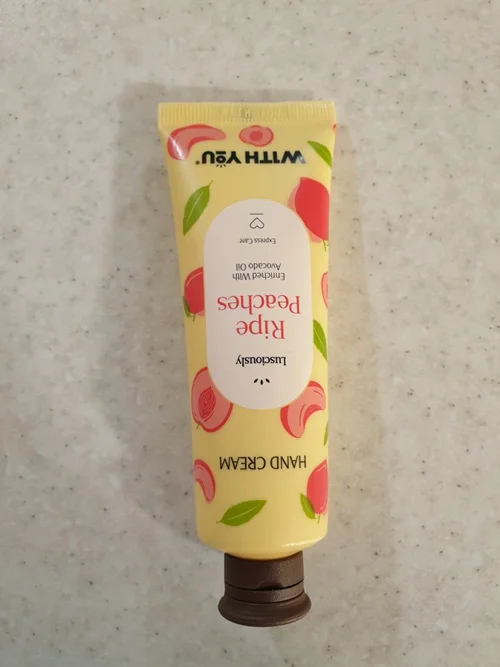 HAND CREAM
Lusciously
Ripe
Peaches
Enriched With
Avocado Oil
Express Care
WITH YOU